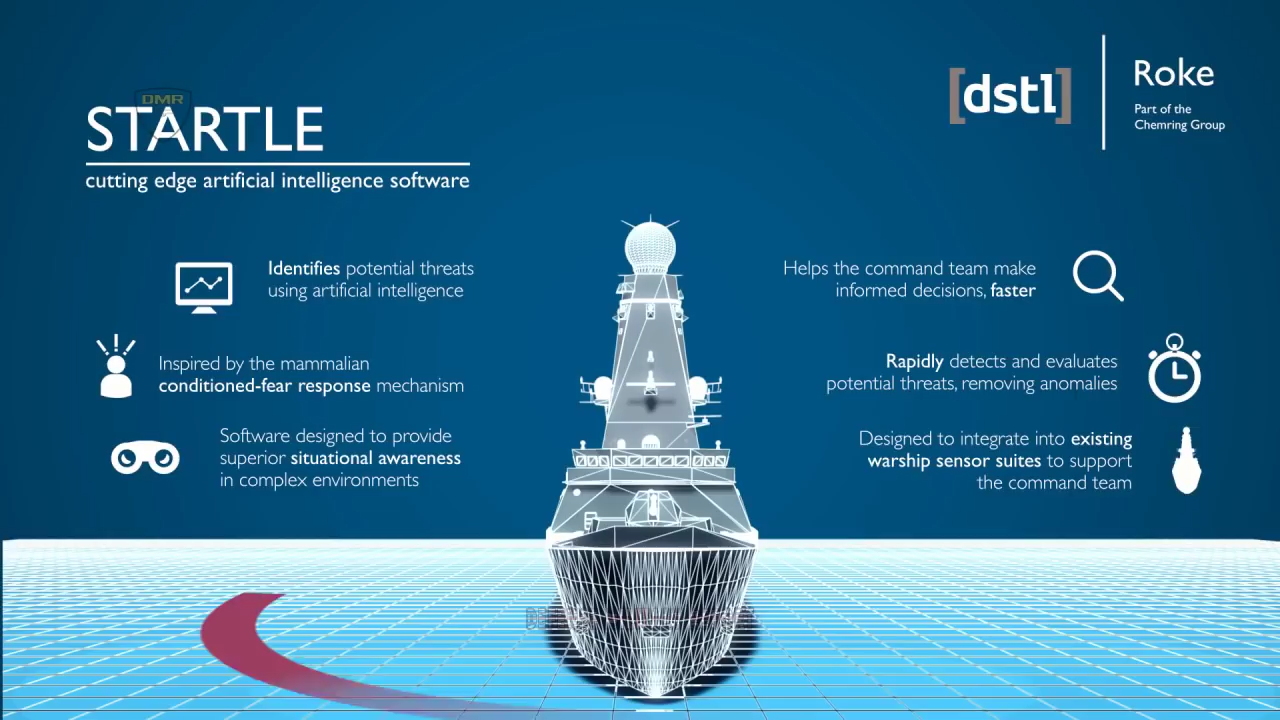 DMR
STARTLE
cutting edge artificial intelligence software
[dstl]
Roke
Part of the
Chemring Group
Identifies potential threats
using artificial intelligence
Inspired by the mammalian
conditioned-fear response mechanism
Software designed to provide
superior situational awareness
in complex environments
Helps the command team make
informed decisions, faster
Rapidly detects and evaluates
potential threats, removing anomalies
Designed to integrate into existing
warship sensor suites to support
the command team